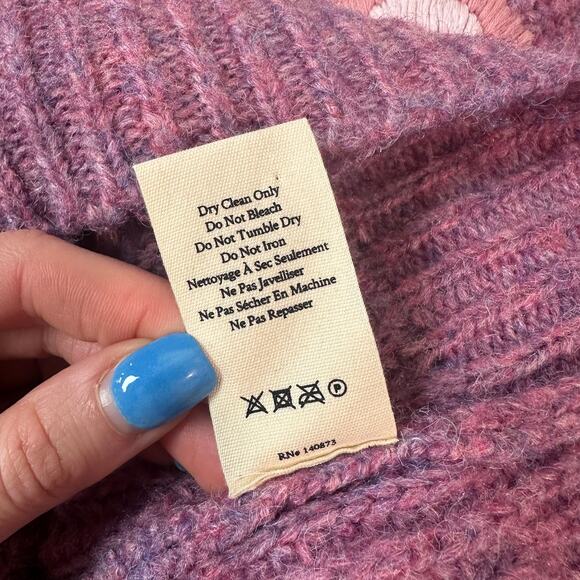 Dry Clean Only
Do Not Bleach
Do Not Tumble Dry
Do Not Iron
Nettoyage À Sec Seulement
Ne Pas Javelliser
Ne Pas Sécher En Machine
Ne Pas Repasser
P
RN# 140873